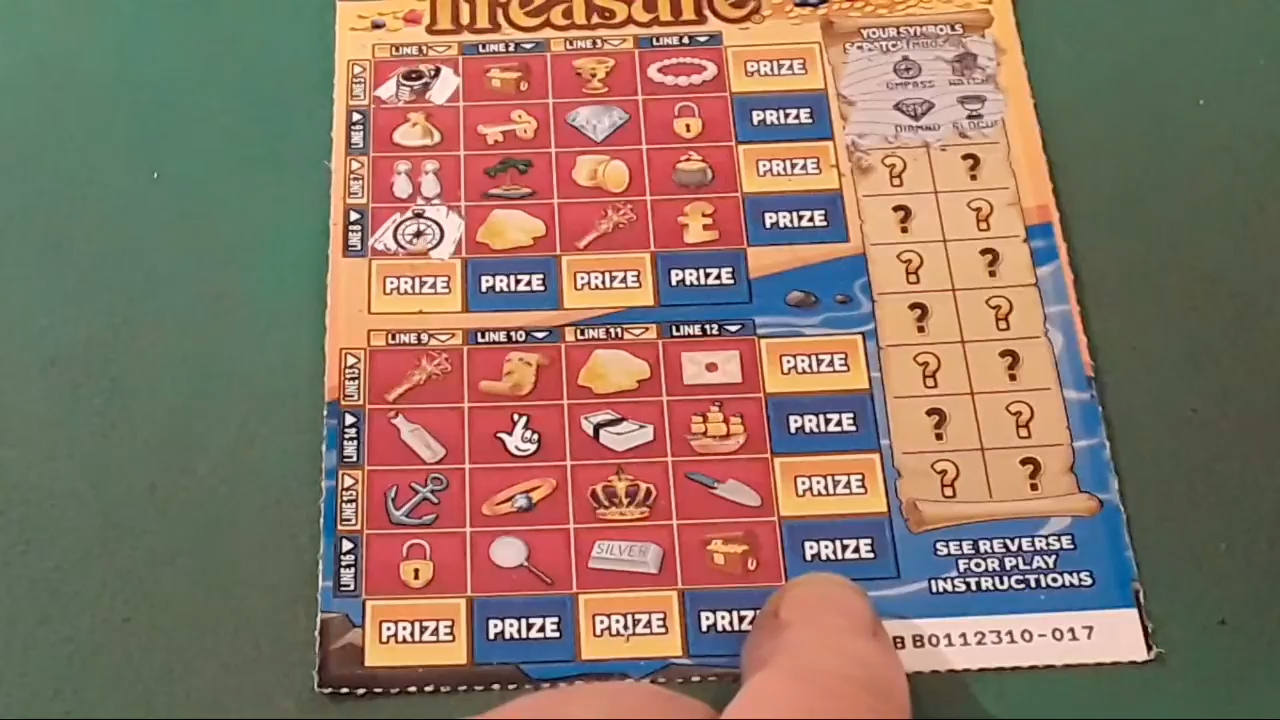 Treasure
YOUR SYMBOLS
LINE 1 LINE 2 LINE 3 LINE 4
LINE 5
PRIZE
COMPASS WATCH
LINE 6
PRIZE
DIAMND
LINE 7
PRIZE
? ?
LINE 8
£
PRIZE
? ?
PRIZE PRIZE PRIZE PRIZE
? ?
? ?
LINE 9 LINE 10 LINE 11 LINE 12
LINE 13
PRIZE
? ?
LINE 14
PRIZE
? ?
LINE 15
PRIZE
? ?
LINE 16
SILVER
PRIZE
SEE REVERSE
FOR PLAY
INSTRUCTIONS
PRIZE PRIZE PRIZE
BB0112310-017